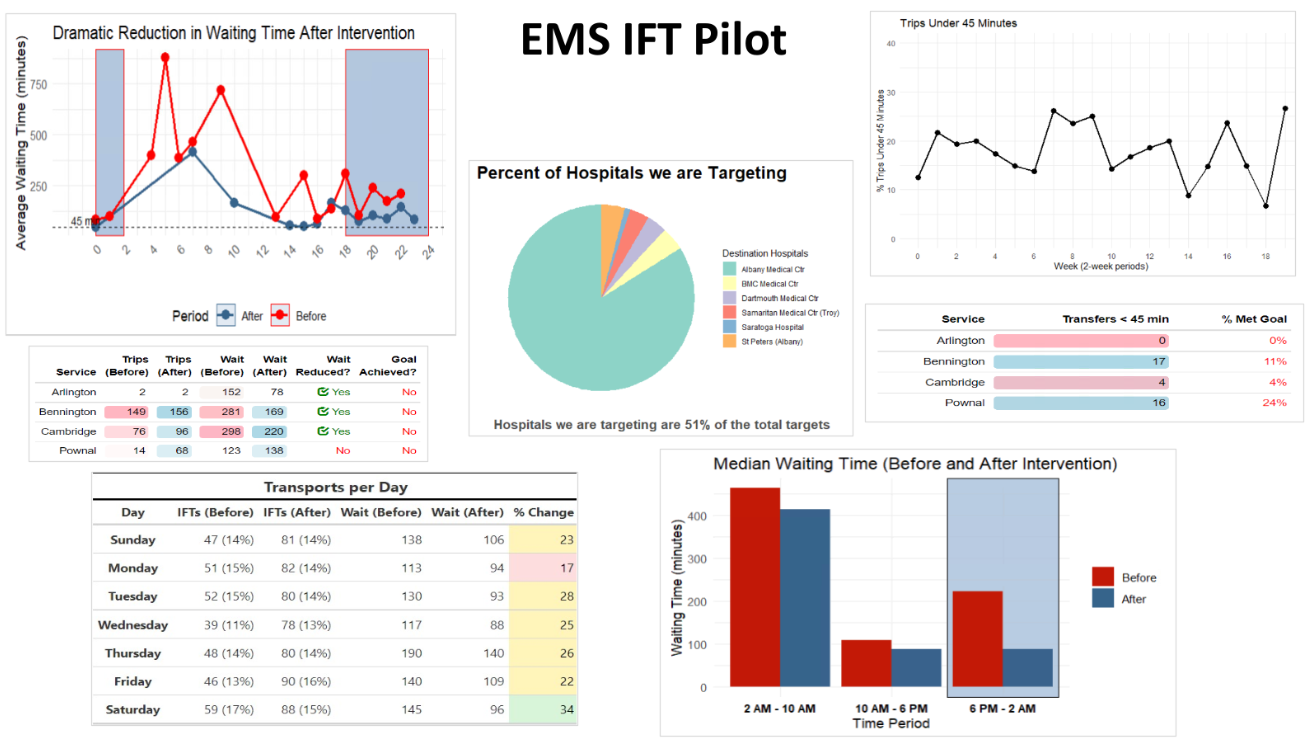 EMS IFT Pilot
Dramatic Reduction in Waiting Time After Intervention
Average Waiting Time (minutes)
750
500
250
45 m
0 2 4 6 8 10 12 14 15 16 18 20 22 24
Period After Before
Service Trips (Before) Trips (After) Wait (Before) Wait (After) Wait Reduced? Goal Achieved?
Arlington 2 2 152 78 Yes No
Bennington 149 156 281 169 Yes No
Cambridge 76 96 298 220 Yes No
Pownal 14 68 123 138 No No
Percent of Hospitals we are Targeting
Destination Hospitals
Albany Medical Ctr
BMC Medical Ctr
Dartmouth Medical Ctr
Samaritan Medical Ctr (Troy)
Saratoga Hospital
St Peters (Albany)
Hospitals we are targeting are 51% of the total targets
Trips Under 45 Minutes
% Trips Under 45 Minutes
40
30
20
10
0
0 2 4 6 8 10 12 14 16 18
Week (2-week periods)
Service Transfers < 45 min % Met Goal
Arlington 0 0%
Bennington 17 11%
Cambridge 4 4%
Pownal 16 24%
Transports per Day
Day IFTs (Before) IFTs (After) Wait (Before) Wait (After) % Change
Sunday 47 (14%) 81 (14%) 138 106 23
Monday 51 (15%) 82 (14%) 113 94 17
Tuesday 52 (15%) 80 (14%) 130 93 28
Wednesday 39 (11%) 78 (13%) 117 88 25
Thursday 48 (14%) 80 (14%) 190 140 26
Friday 46 (13%) 90 (16%) 140 109 22
Saturday 59 (17%) 88 (15%) 145 96 34
Median Waiting Time (Before and After Intervention)
Waiting Time (minutes)
400
300
200
100
0
2 AM - 10 AM 10 AM - 6 PM 6 PM - 2 AM
Time Period
Before
After